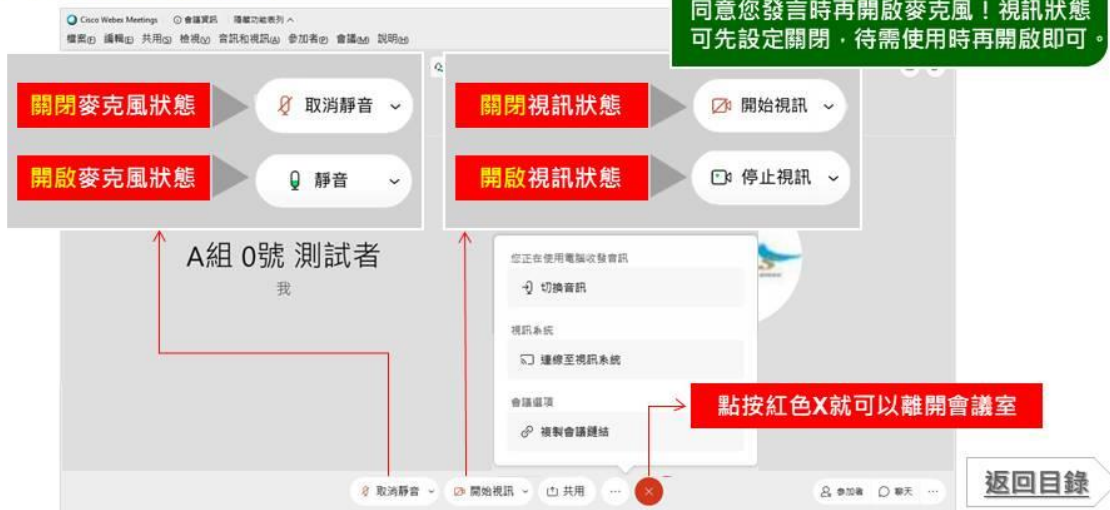 同意您發言時再開啟麥克風！視訊狀態
可先設定關閉，待需使用時再開啟即可。
Cisco Webex Meetings 會議資訊 隱藏功能表列
檔案(F) 編輯(E) 共用(S) 檢視(V) 音訊和視訊(A) 參加者(P) 會議(M) 說明(H)
關閉麥克風狀態 取消靜音
關閉視訊狀態 開始視訊
開啟麥克風狀態 靜音
開啟視訊狀態 停止視訊
A組 0號 測試者
我
您正在使用電腦收發音訊
切換音訊
視訊系統
連線至視訊系統
會議選項
複製會議鏈結
點按紅色X就可以離開會議室
取消靜音 開始視訊 共用 ... × 參加者 聊天 ...
返回目錄